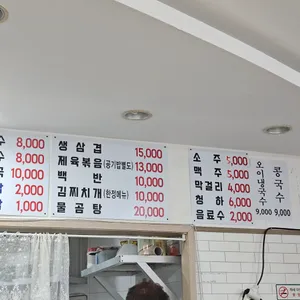 수 8,000
8,000
10,000
2,000
1,000
생삼겹 15,000
제육볶음(공기밥별도) 13,000
백반 10,000
김찌치개(한정메뉴) 10,000
물곰탕 20,000
소주 5,000
맥주 5,000
막걸리 4,000
청하 6,000
음료수 2,000
오이냉국수 9,000
콩국수 9,000